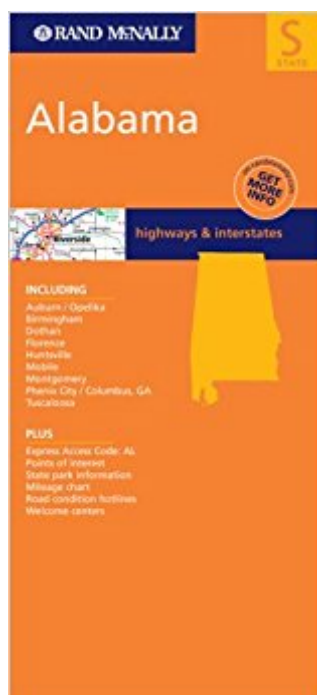 RAND McNALLY
S
STATE
Alabama
GET
MORE
INFO
Riverside
highways & interstates
INCLUDING
Auburn / Opelika
Birmingham
Dothan
Florence
Huntsville
Mobile
Montgomery
Phenix City / Columbus, GA
Tuscaloosa
PLUS
Express Access Code: AL
Points of interest
State park information
Mileage chart
Road condition hotlines
Welcome centers